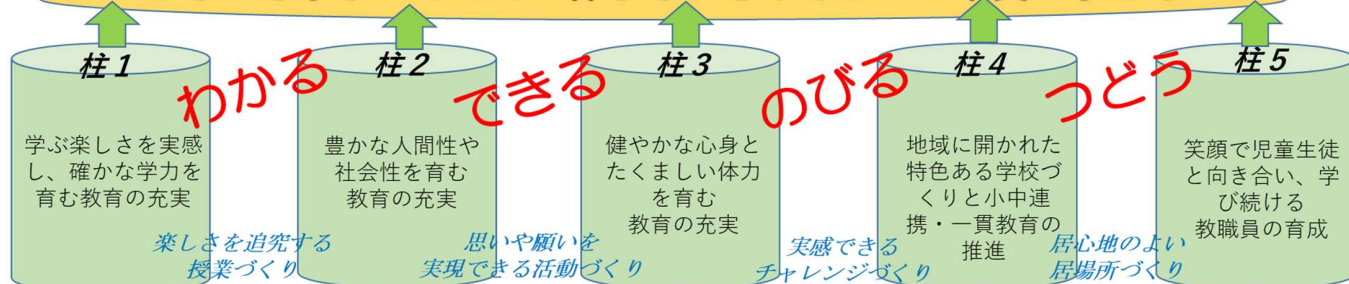 柱1
わかる
柱2
できる
柱3
のびる
柱4
つどう
柱5
学ぶ楽しさを実感
し、確かな学力を
育む教育の充実
豊かな人間性や
社会性を育む
教育の充実
健やかな心身と
たくましい体力
を育む
教育の充実
地域に開かれた
特色ある学校づ
くりと小中連
携・一貫教育の
推進
笑顔で児童生徒
と向き合い、学
び続ける
教職員の育成
楽しさを追究する
授業づくり
思いや願いを
実現できる活動づくり
実感できる
チャレンジづくり
居心地のよい
居場所づくり